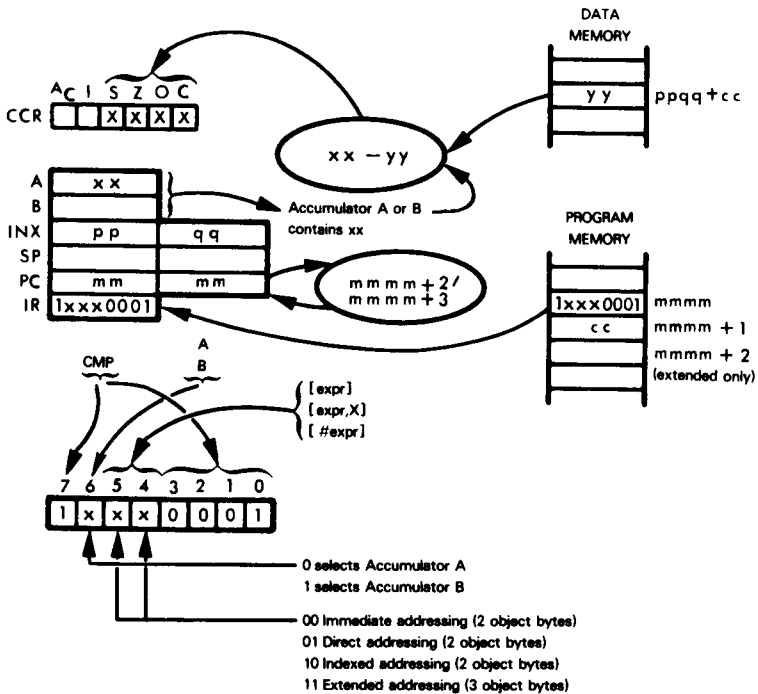 DATA
MEMORY
AC I S Z O C
CCR X X X X
yy ppqq+cc
xx - yy
A xx
B
Accumulator A or B
contains xx
INX pp qq
SP
PC mm mm
IR 1xxx0001
mmmm+2/
mmmm+3
PROGRAM
MEMORY
1xxx0001 mmmm
cc mmmm + 1
mmmm + 2
(extended only)
CMP
A
B
[expr]
[expr,X]
[ #expr]
7 6 5 4 3 2 1 0
1 x x x 0 0 0 1
0 selects Accumulator A
1 selects Accumulator B
00 Immediate addressing (2 object bytes)
01 Direct addressing (2 object bytes)
10 Indexed addressing (2 object bytes)
11 Extended addressing (3 object bytes)